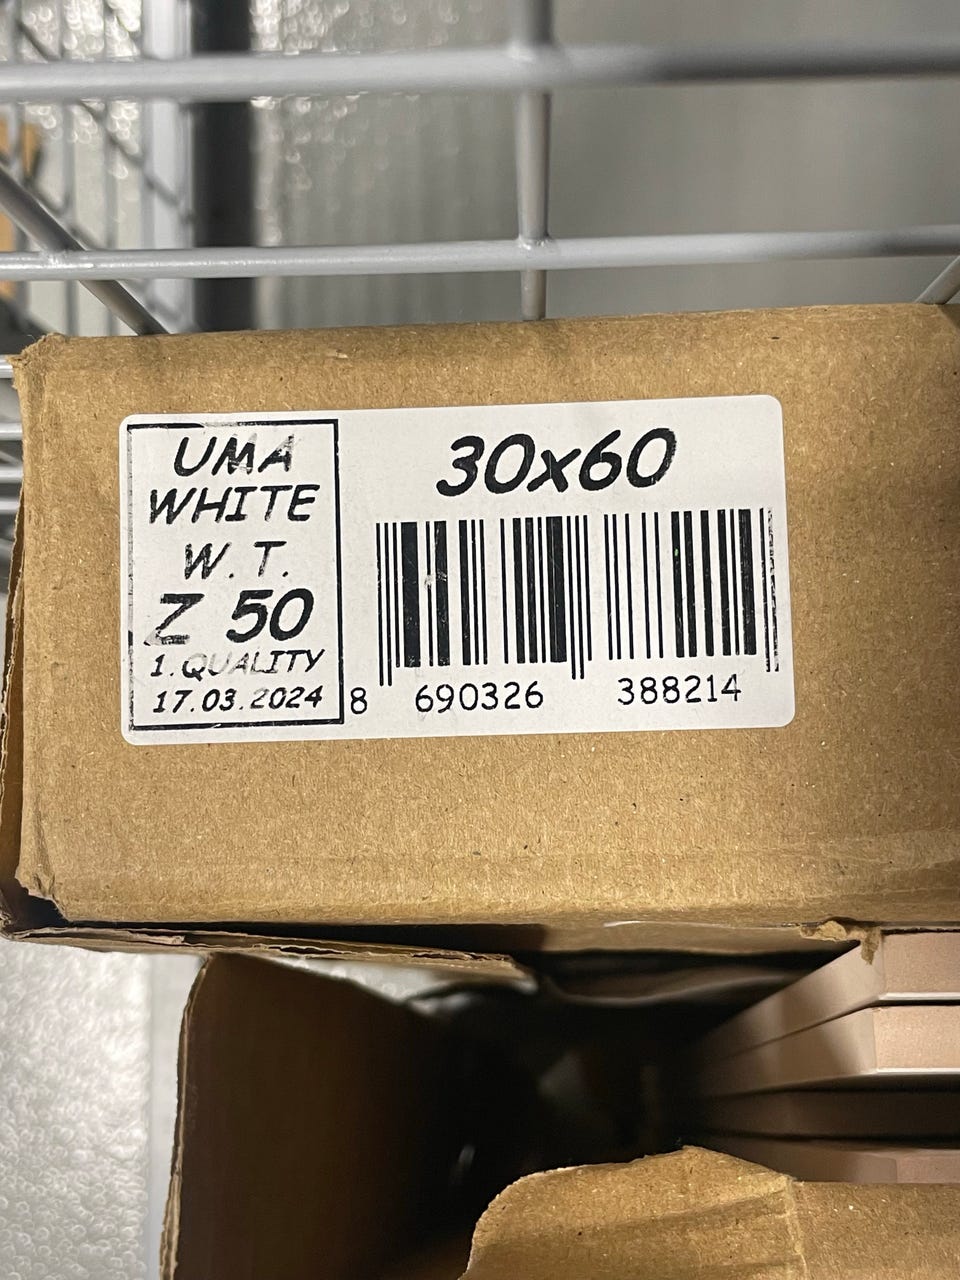 UMA
WHITE
W.T.
Z 50
1.QUALITY
17.03.2024
30x60
8 690326 388214